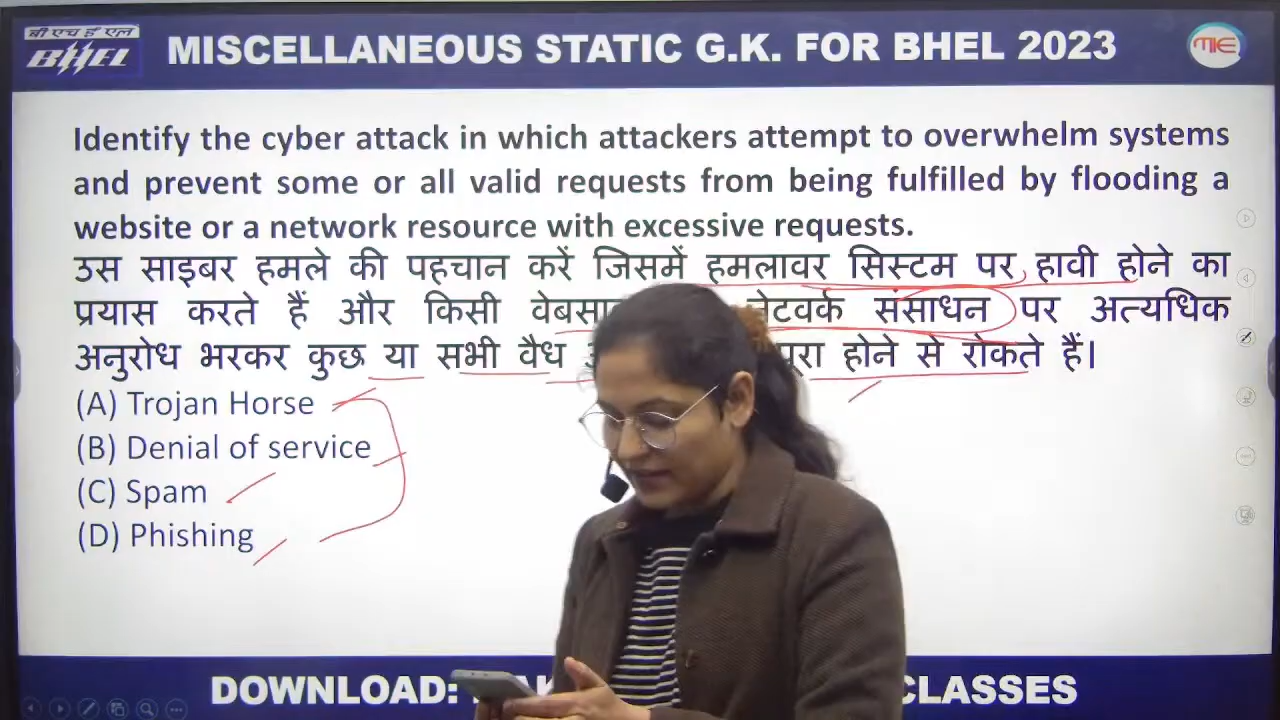 बी एच ई एल
BHEL
MISCELLANEOUS STATIC G.K. FOR BHEL 2023
Identify the cyber attack in which attackers attempt to overwhelm systems
and prevent some or all valid requests from being fulfilled by flooding a
website or a network resource with excessive requests.
उस साइबर हमले की पहचान करें जिसमें हमलावर सिस्टम पर हावी होने का
प्रयास करते हैं और किसी नेटवर्क संसाधन पर अत्यधिक
अनुरोध भरकर कुछ या सभी वैध होने से रोकते हैं।
(A) Trojan Horse
(B) Denial of service
(C) Spam
(D) Phishing
DOWNLOAD: CLASSES